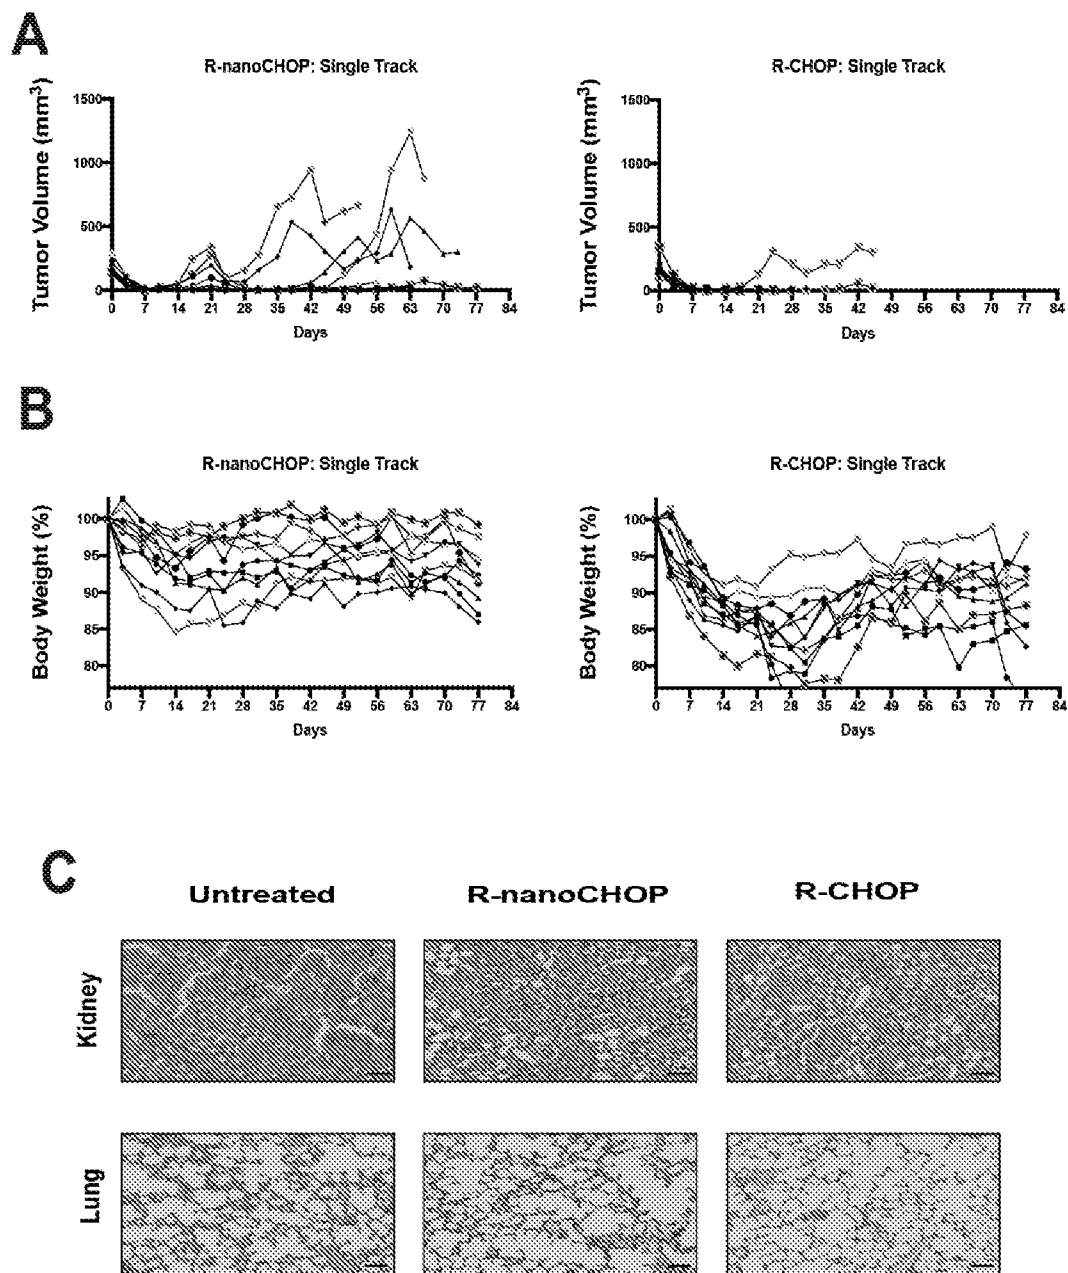 A
R-nanoCHOP: Single Track
R-CHOP: Single Track
Tumor Volume (mm³)
1500
1000
500
0
0 7 14 21 28 35 42 49 56 63 70 77 84
Days
Tumor Volume (mm³)
1500
1000
500
0
0 7 14 21 28 35 42 49 56 63 70 77 84
Days
B
R-nanoCHOP: Single Track
R-CHOP: Single Track
Body Weight (%)
100
95
90
85
80
0 7 14 21 28 35 42 49 56 63 70 77 84
Days
Body Weight (%)
100
95
90
85
80
0 7 14 21 28 35 42 49 56 63 70 77 84
Days
C
Untreated
R-nanoCHOP
R-CHOP
Kidney
Lung